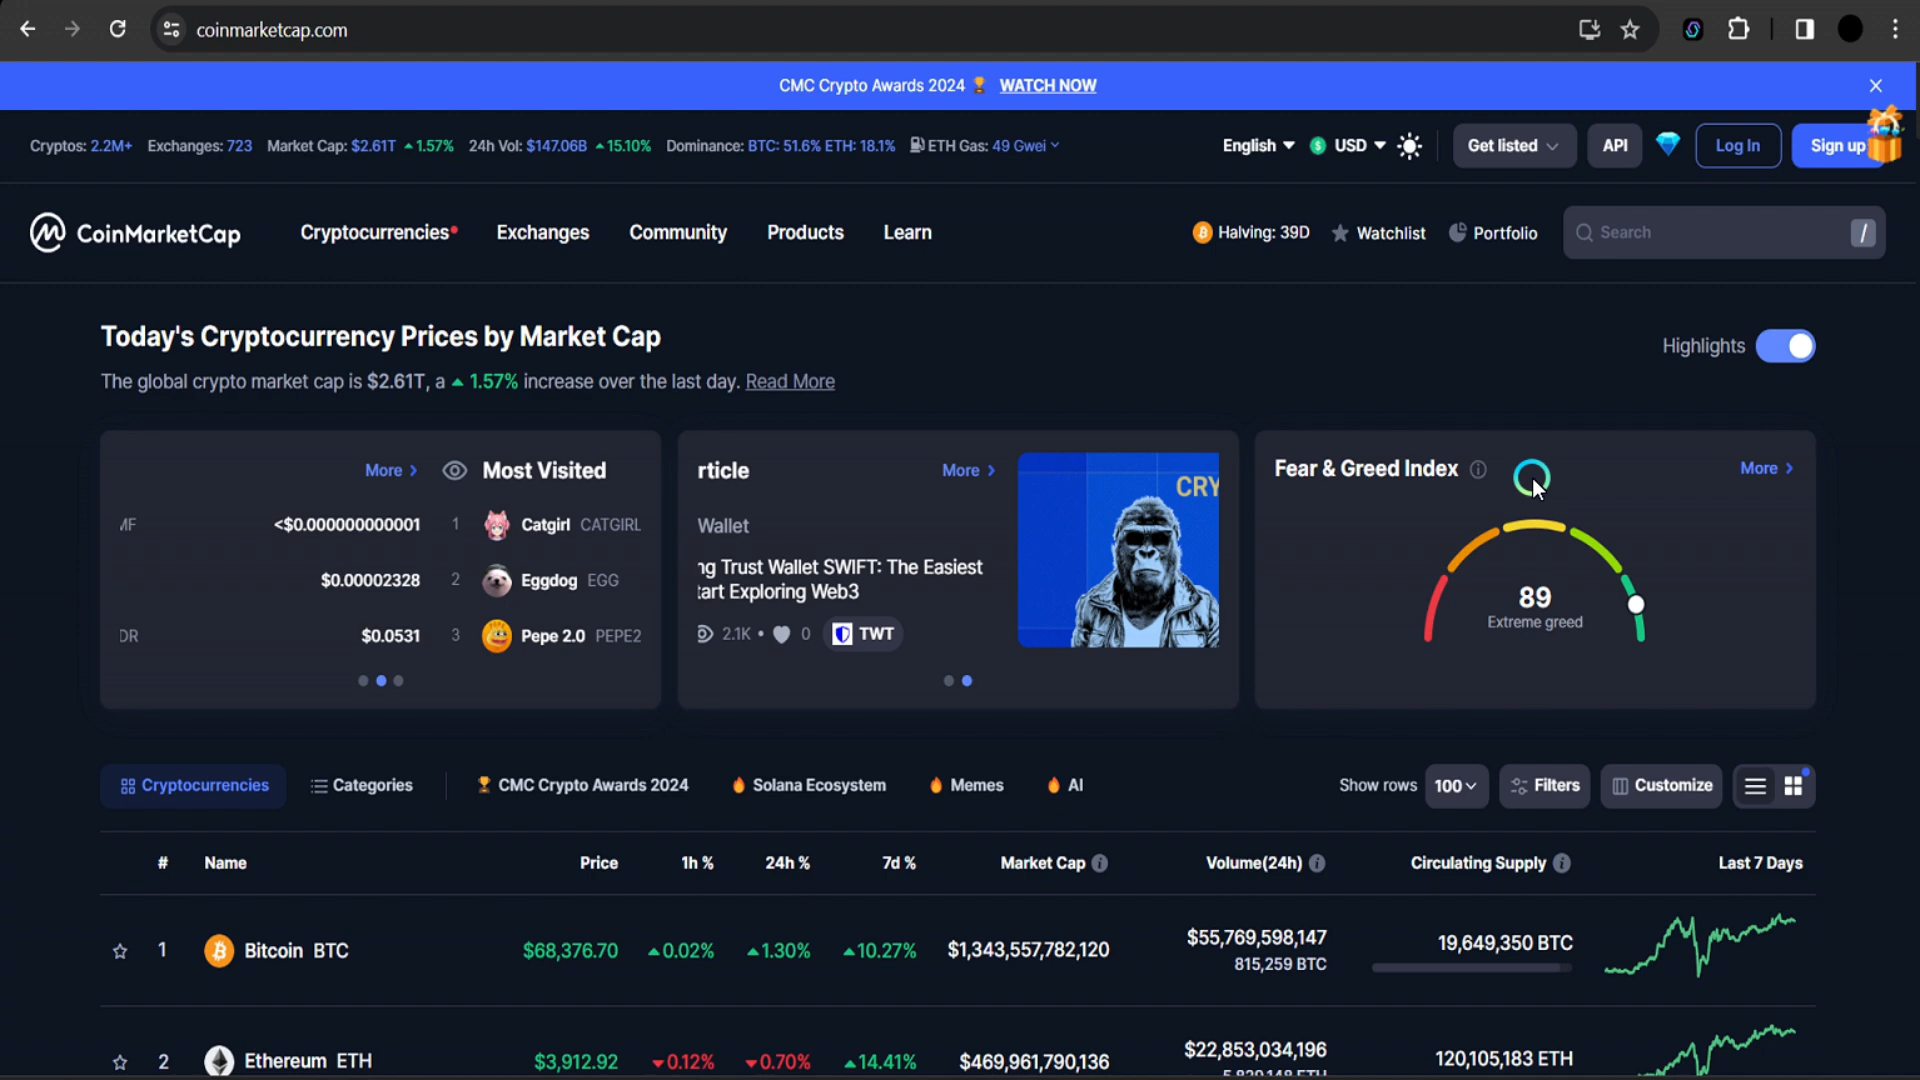 coinmarketcap.com
CMC Crypto Awards 2024 🏆 WATCH NOW
Cryptos: 2.2M+ Exchanges: 723 Market Cap: $2.61T 1.57% 24h Vol: $147.06B 15.10% Dominance: BTC: 51.6% ETH: 18.1% ETH Gas: 49 Gwei English USD Get listed API Log In Sign up
CoinMarketCap Cryptocurrencies Exchanges Community Products Learn Halving: 39D Watchlist Portfolio Search /
Today's Cryptocurrency Prices by Market Cap
Highlights
The global crypto market cap is $2.61T, a 1.57% increase over the last day. Read More
More > Most Visited
MF <$0.000000000001 1 Catgirl CATGIRL
$0.00002328 2 Eggdog EGG
DR $0.0531 3 Pepe 2.0 PEPE2
rticle More >
Wallet
ng Trust Wallet SWIFT: The Easiest
tart Exploring Web3
2.1K • 0 TWT
CRY
Fear & Greed Index More >
89
Extreme greed
Cryptocurrencies Categories CMC Crypto Awards 2024 Solana Ecosystem Memes AI Show rows 100 Filters Customize
# Name Price 1h % 24h % 7d % Market Cap Volume(24h) Circulating Supply Last 7 Days
1 Bitcoin BTC $68,376.70 0.02% 1.30% 10.27% $1,343,557,782,120 $55,769,598,147 19,649,350 BTC
815,259 BTC
2 Ethereum ETH $3,912.92 0.12% 0.70% 14.41% $469,961,790,136 $22,853,034,196 120,105,183 ETH